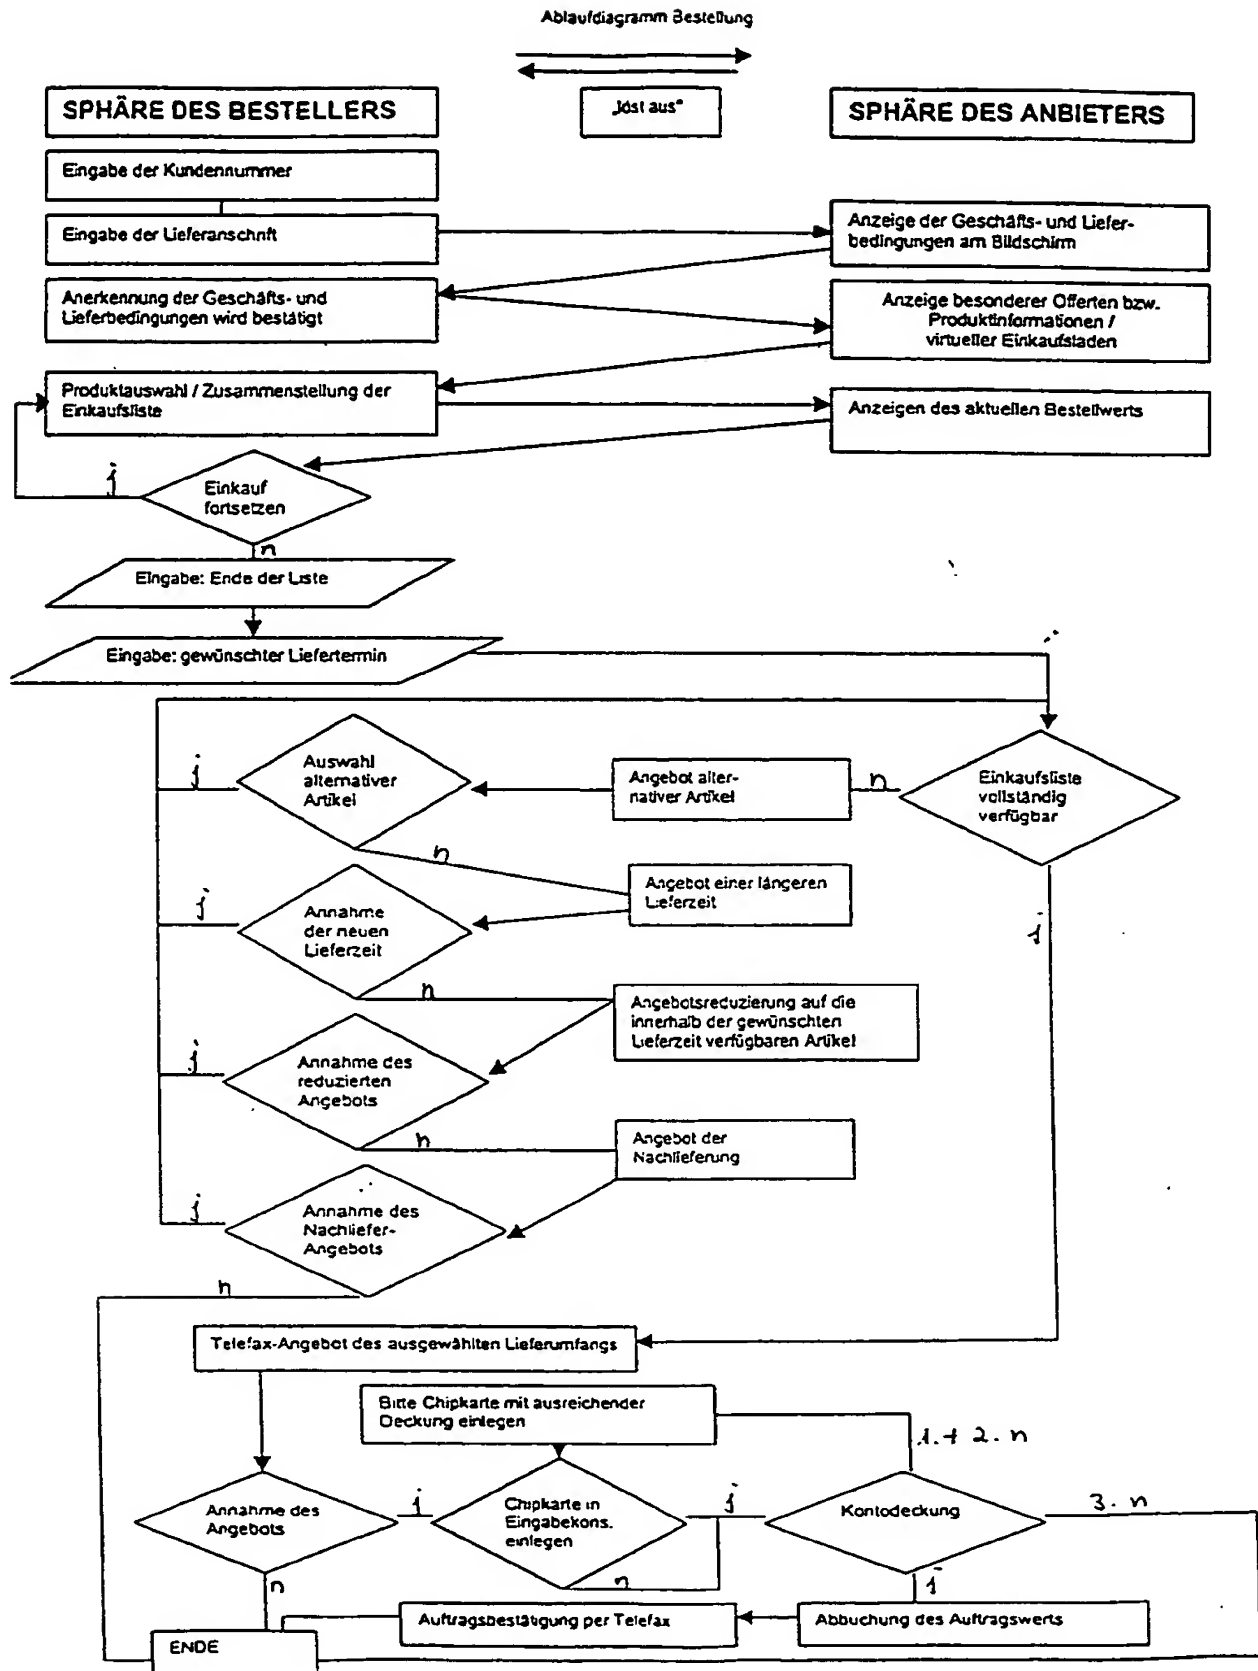 Ablaufdiagramm Bestellung
SPHÄRE DES BESTELLERS
„löst aus“
SPHÄRE DES ANBIETERS
Eingabe der Kundennummer
Eingabe der Lieferanschrift
Anzeige der Geschäfts- und Liefer-
bedingungen am Bildschirm
Anerkennung der Geschäfts- und
Lieferbedingungen wird bestätigt
Anzeige besonderer Offerten bzw.
Produktinformationen /
virtueller Einkaufsladen
Produktauswahl / Zusammenstellung der
Einkaufsliste
Anzeigen des aktuellen Bestellwerts
j
Einkauf
fortsetzen
n
Eingabe: Ende der Liste
Eingabe: gewünschter Liefertermin
j
Auswahl
alternativer
Artikel
Angebot alter-
nativer Artikel
n
Einkaufsliste
vollständig
verfügbar
n
j
Annahme
der neuen
Lieferzeit
Angebot einer längeren
Lieferzeit
j
n
Angebotsreduzierung auf die
innerhalb der gewünschten
Lieferzeit verfügbaren Artikel
j
Annahme des
reduzierten
Angebots
n
Angebot der
Nachlieferung
j
Annahme des
Nachliefer-
Angebots
n
Telefax-Angebot des ausgewählten Lieferumfangs
Bitte Chipkarte mit ausreichender
Deckung einlegen
1. + 2. n
Annahme des
Angebots
j
Chipkarte in
Eingabekons.
einlegen
j
Kontodeckung
3. n
n
n
j
Auftragsbestätigung per Telefax
Abbuchung des Auftragswerts
ENDE